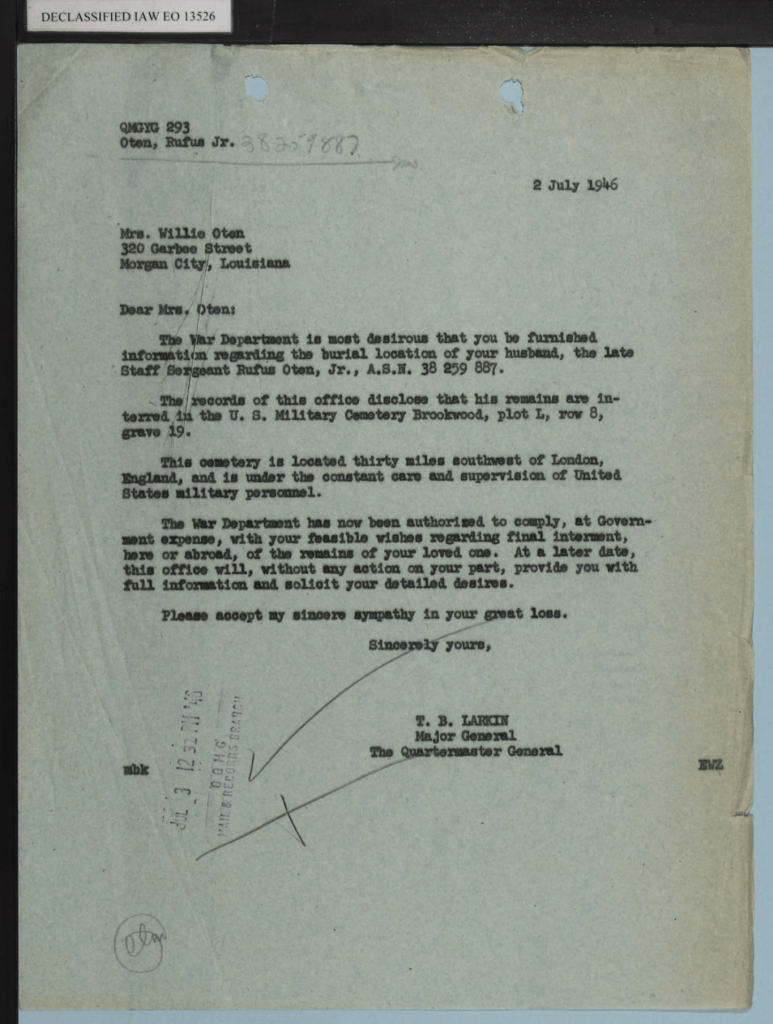 DECLASSIFIED IAW EO 13526
QMGYG 293
Oten, Rufus Jr. 38259887
2 July 1946
Mrs. Willie Oten
320 Garbee Street
Morgan City, Louisiana
Dear Mrs. Oten:
The War Department is most desirous that you be furnished
information regarding the burial location of your husband, the late
Staff Sergeant Rufus Oten, Jr., A.S.N. 38 259 887.
The records of this office disclose that his remains are in-
terred in the U. S. Military Cemetery Brookwood, plot L, row 8,
grave 19.
This cemetery is located thirty miles southwest of London,
England, and is under the constant care and supervision of United
States military personnel.
The War Department has now been authorized to comply, at Govern-
ment expense, with your feasible wishes regarding final interment,
here or abroad, of the remains of your loved one. At a later date,
this office will, without any action on your part, provide you with
full information and solicit your detailed desires.
Please accept my sincere sympathy in your great loss.
Sincerely yours,
T. B. LARKIN
Major General
The Quartermaster General
mbk
EWZ
JUL 3 12 32 PM '46
OQMG
MAIL & RECORDS BRANCH